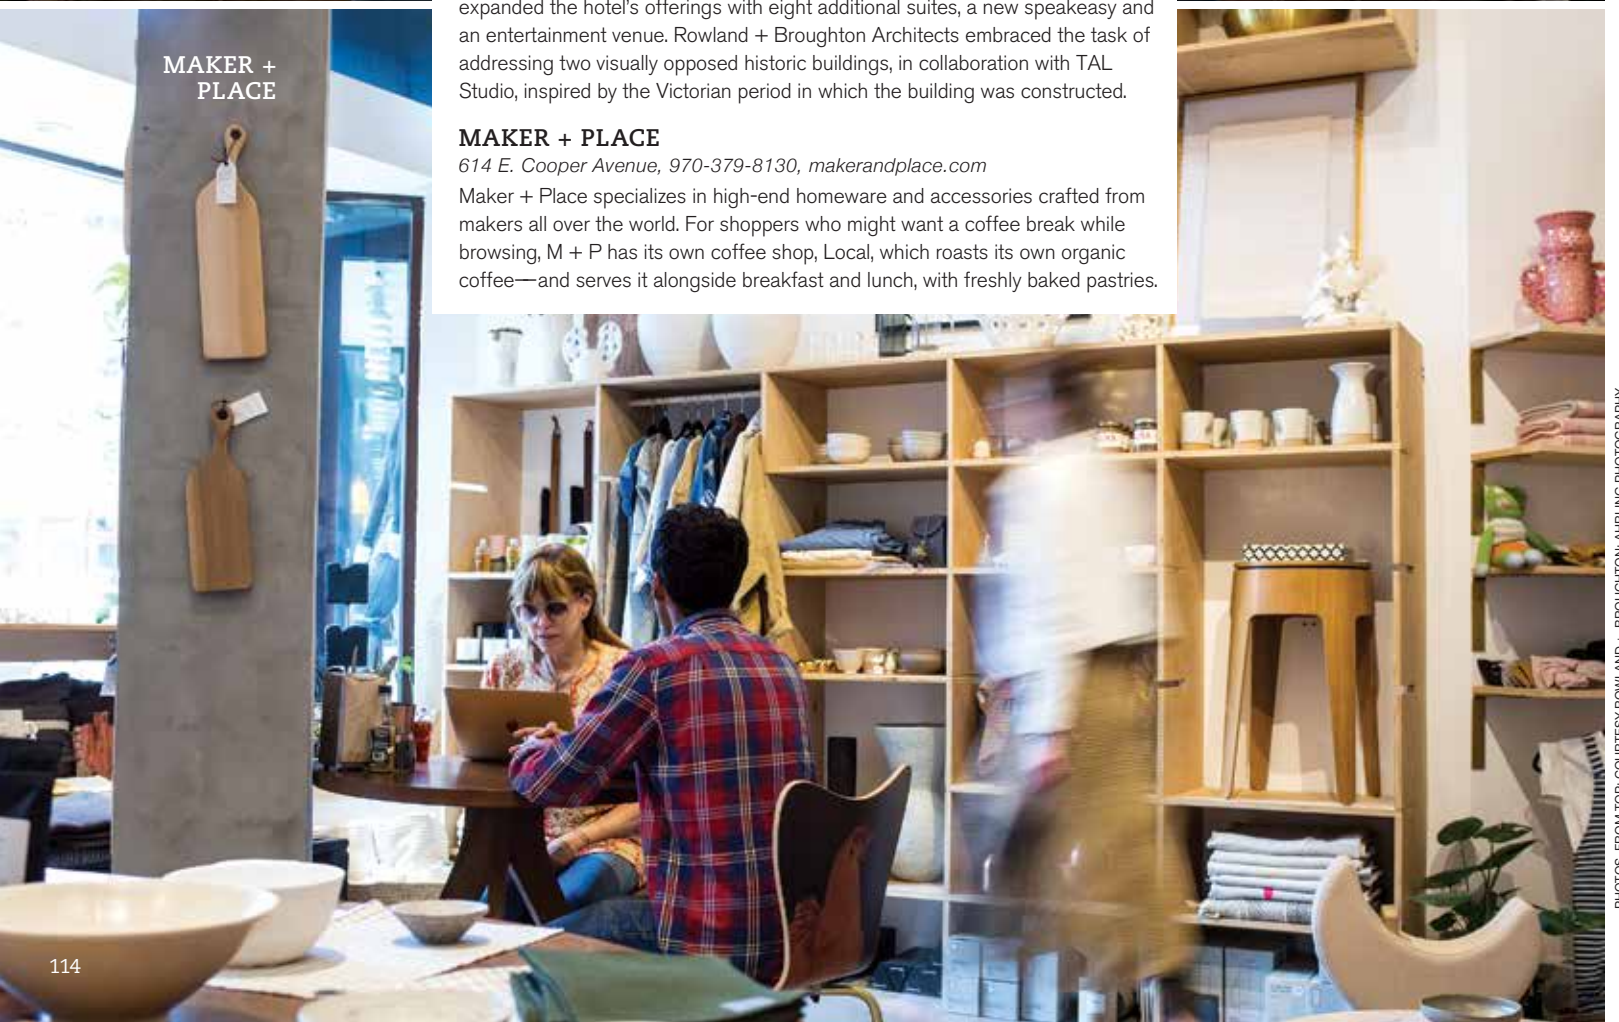 expanded the hotel's offerings with eight additional suites, a new speakeasy and
an entertainment venue. Rowland + Broughton Architects embraced the task of
addressing two visually opposed historic buildings, in collaboration with TAL
Studio, inspired by the Victorian period in which the building was constructed.
MAKER + PLACE
614 E. Cooper Avenue, 970-379-8130, makerandplace.com
Maker + Place specializes in high-end homeware and accessories crafted from
makers all over the world. For shoppers who might want a coffee break while
browsing, M + P has its own coffee shop, Local, which roasts its own organic
coffee—and serves it alongside breakfast and lunch, with freshly baked pastries.
MAKER +
PLACE
114